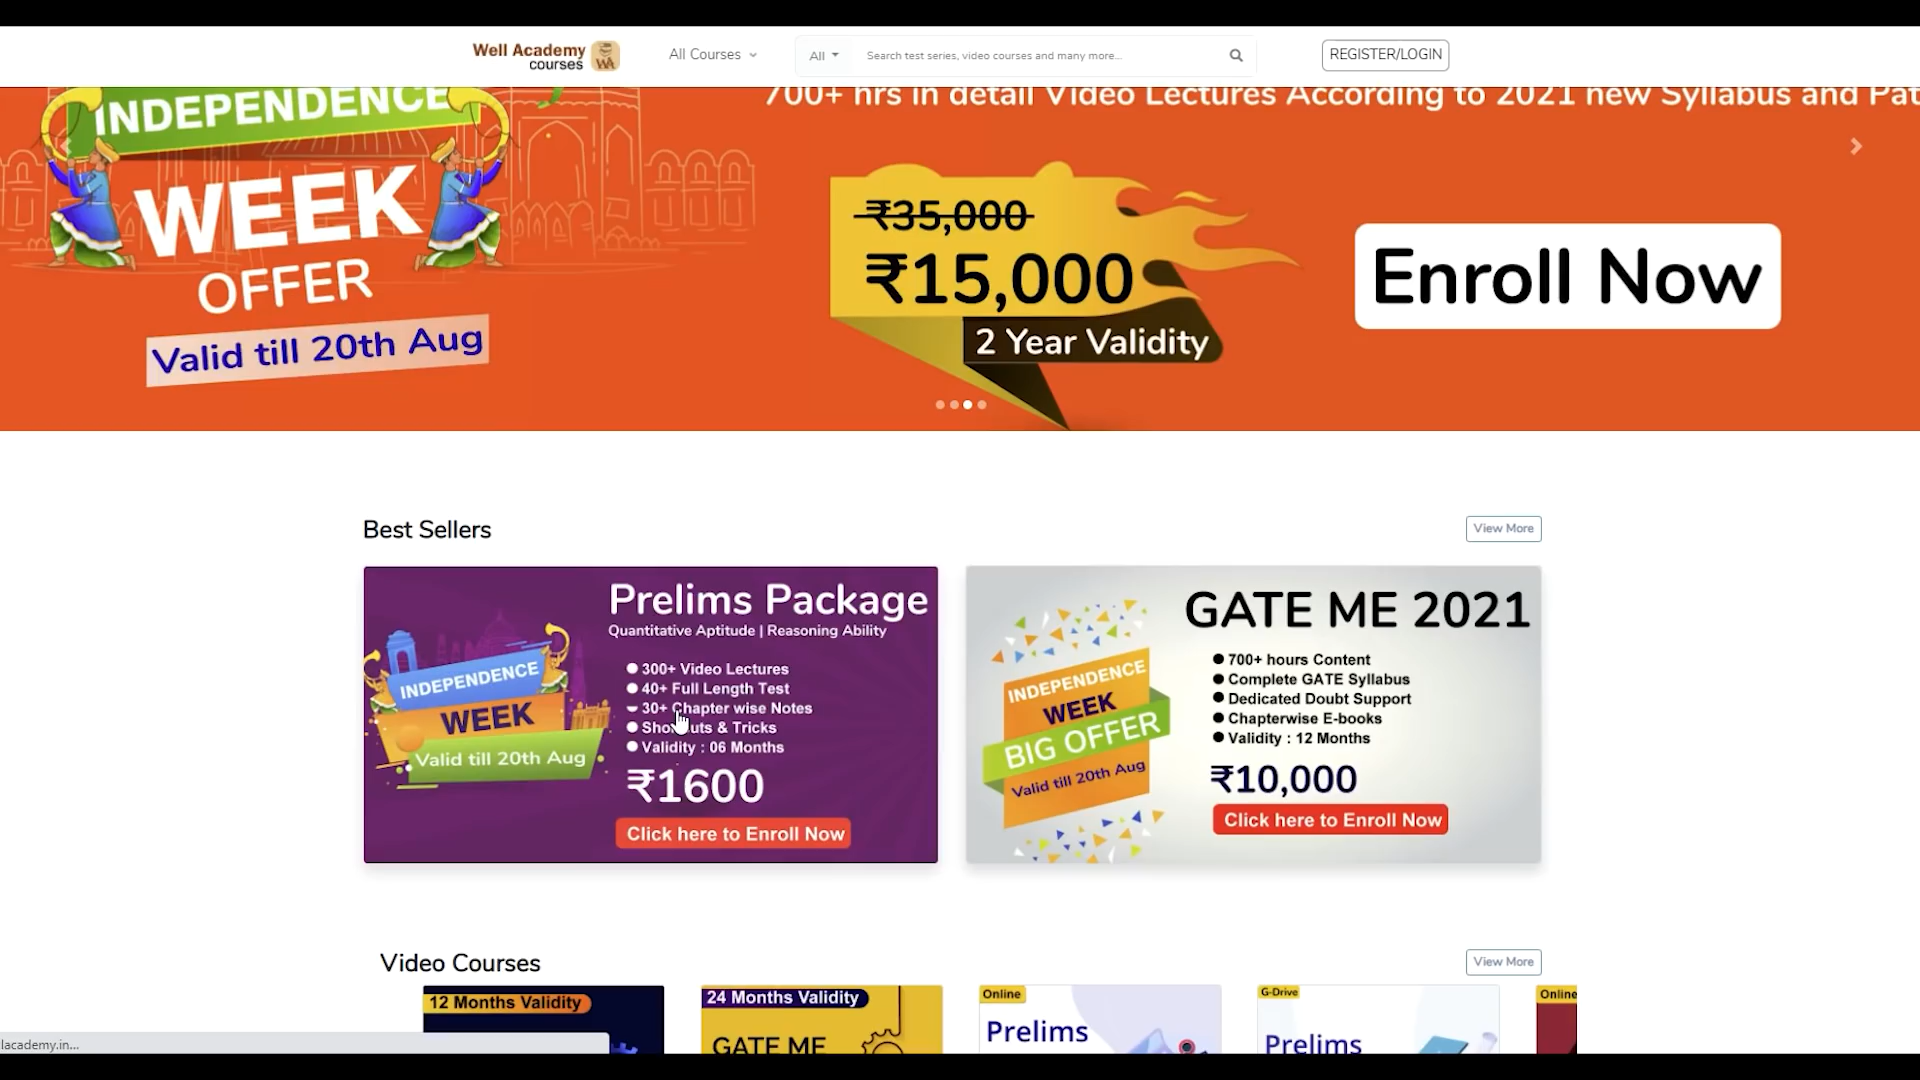 Well Academy
courses
WA
All Courses
All
Search test series, video courses and many more...
REGISTER/LOGIN
INDEPENDENCE
WEEK
OFFER
Valid till 20th Aug
700+ hrs in detail Video Lectures According to 2021 new Syllabus and Pat
₹35,000
₹15,000
2 Year Validity
Enroll Now
Best Sellers
View More
Prelims Package
Quantitative Aptitude | Reasoning Ability
INDEPENDENCE
WEEK
Valid till 20th Aug
300+ Video Lectures
40+ Full Length Test
30+ Chapter wise Notes
& Tricks
Validity : 06 Months
₹1600
Click here to Enroll Now
GATE ME 2021
INDEPENDENCE
WEEK
BIG OFFER
Valid till 20th Aug
700+ hours Content
Complete GATE Syllabus
Dedicated Doubt Support
Chapterwise E-books
Validity : 12 Months
₹10,000
Click here to Enroll Now
Video Courses
View More
12 Months Validity
24 Months Validity
GATE ME
Online
Prelims
G-Drive
Prelims
Online
lacademy.in...